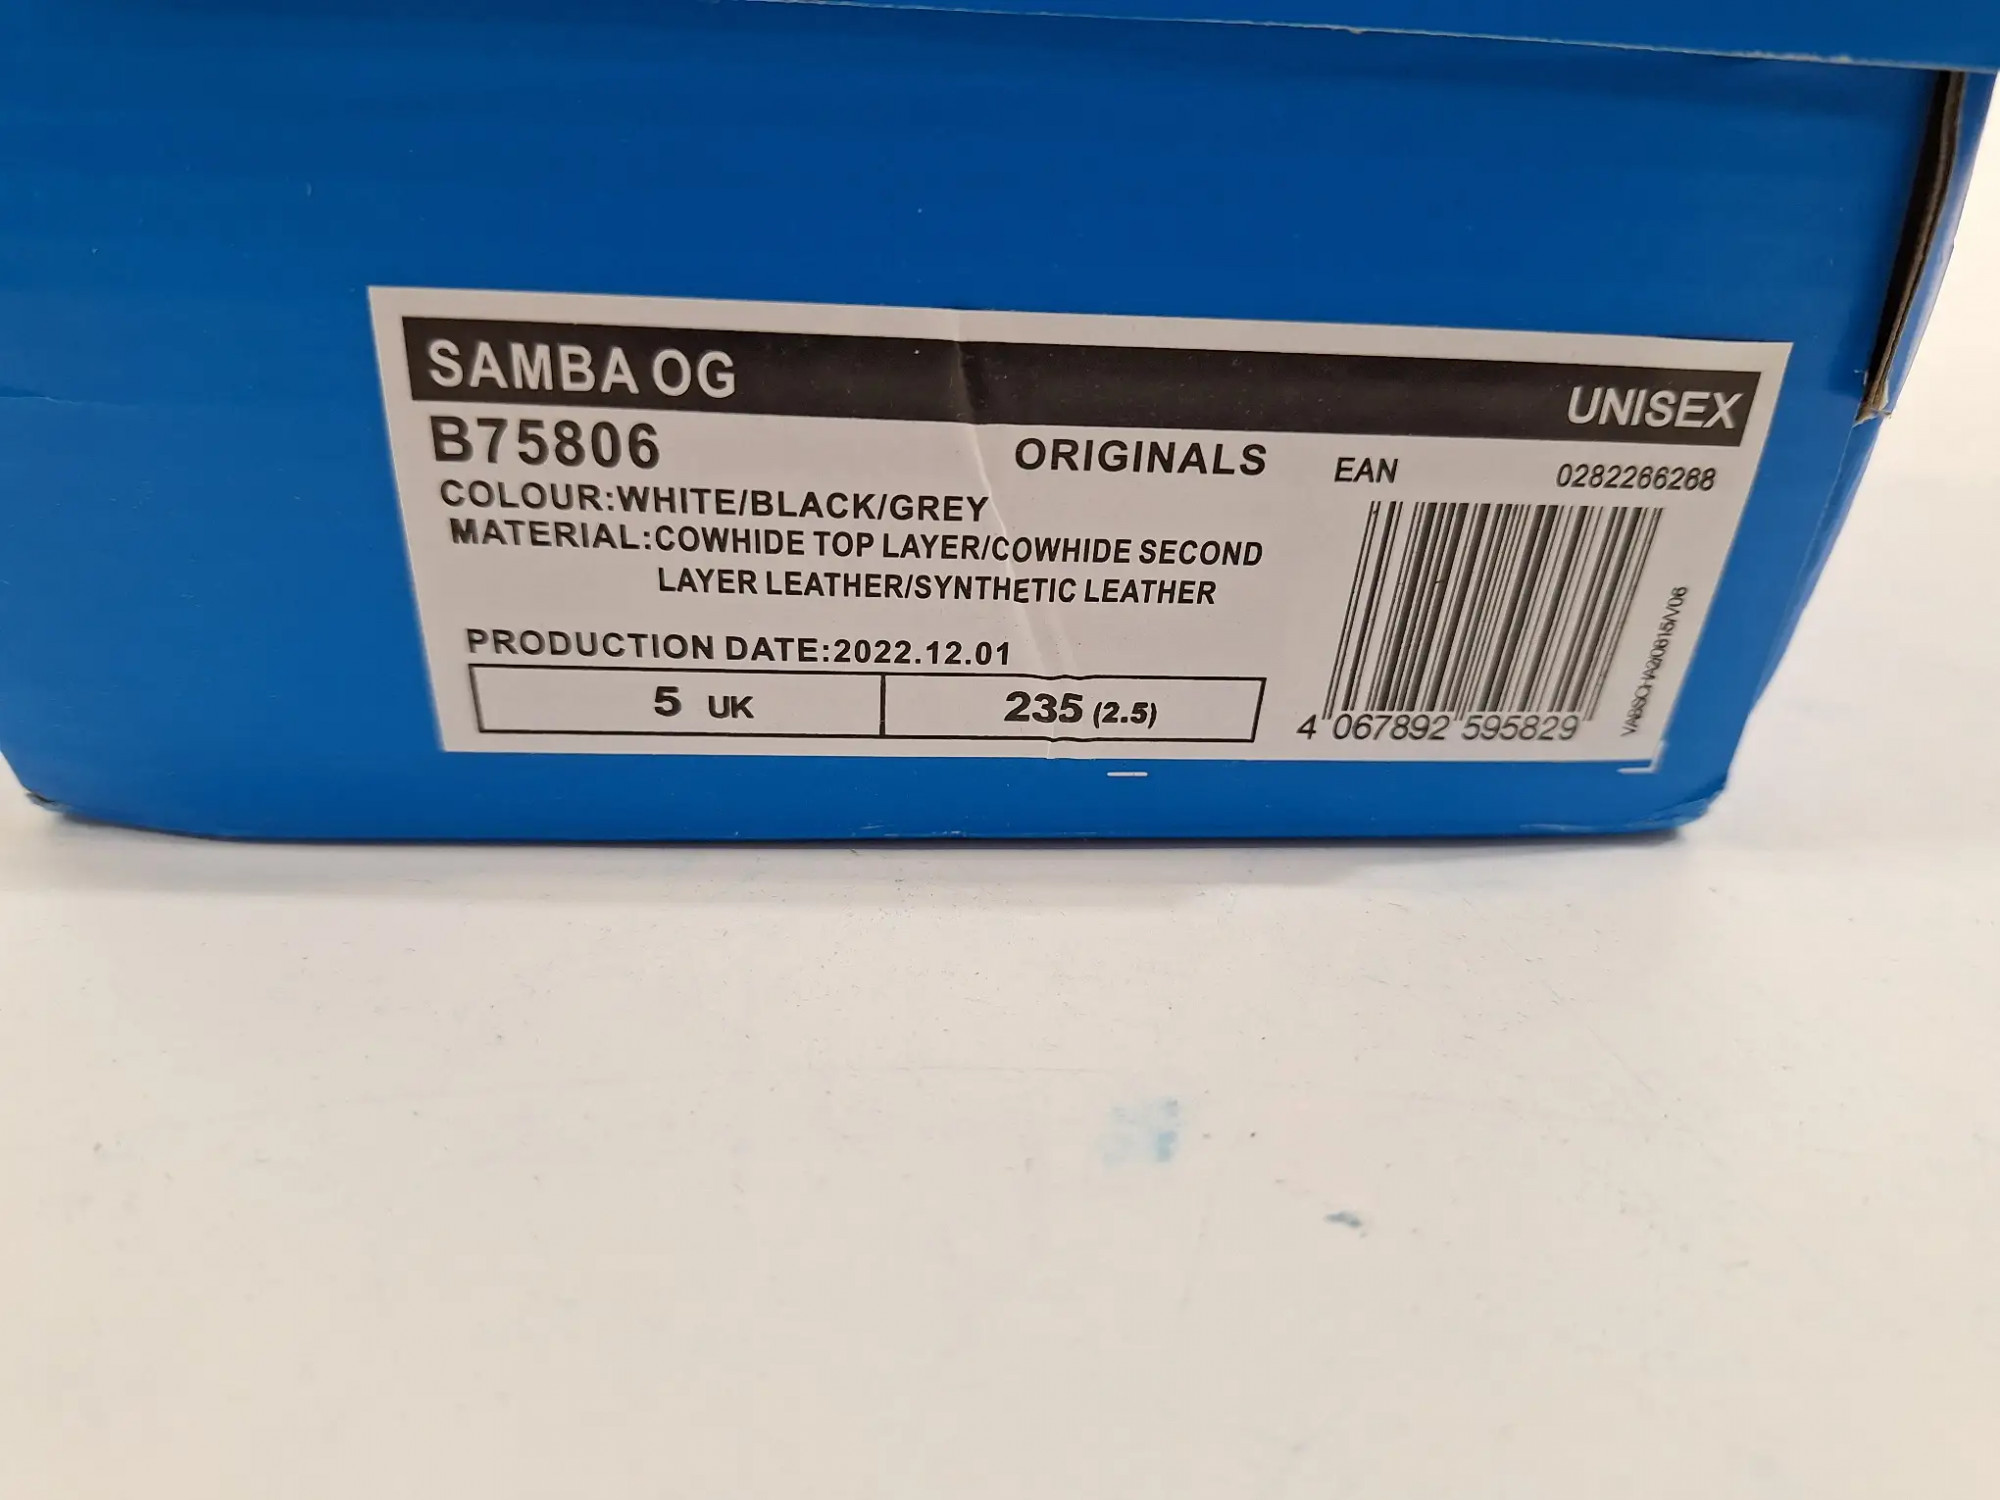 SAMBA OG
UNISEX
B75806
ORIGINALS
EAN
0282266268
COLOUR:WHITE/BLACK/GREY
MATERIAL:COWHIDE TOP LAYER/COWHIDE SECOND
LAYER LEATHER/SYNTHETIC LEATHER
PRODUCTION DATE:2022.12.01
5 UK
235 (2.5)
4 067892 595829